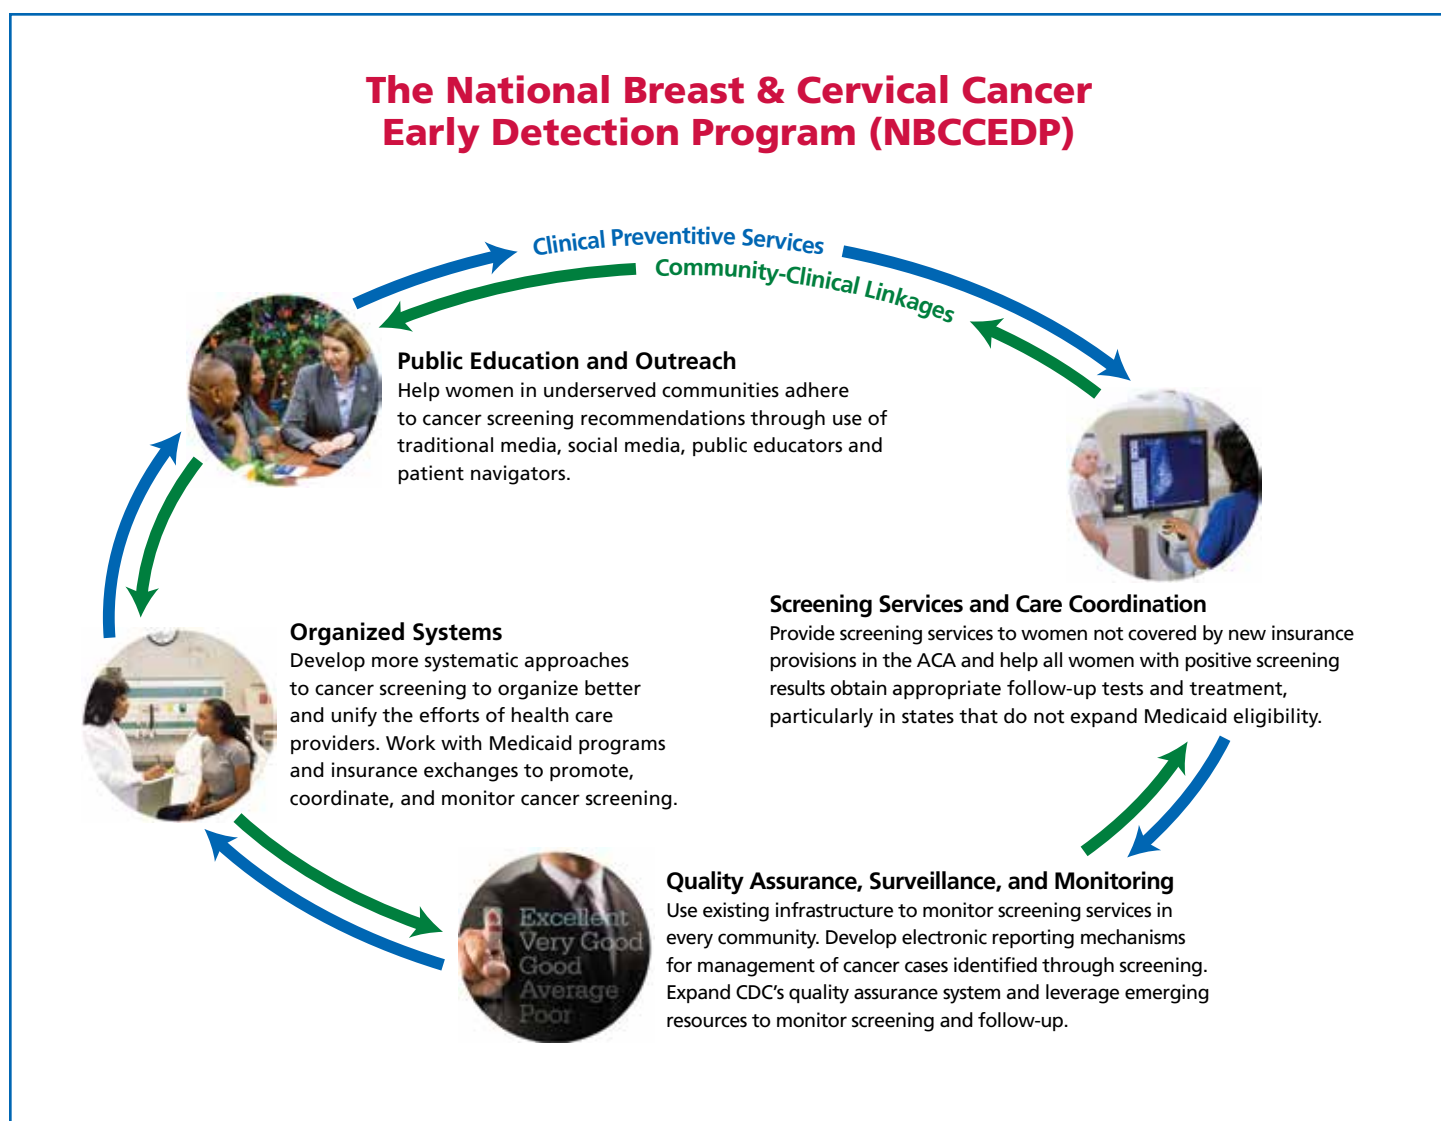 The National Breast & Cervical Cancer
Early Detection Program (NBCCEDP)
Clinical Preventitive Services
Community-Clinical Linkages
Public Education and Outreach
Help women in underserved communities adhere
to cancer screening recommendations through use of
traditional media, social media, public educators and
patient navigators.
Organized Systems
Develop more systematic approaches
to cancer screening to organize better
and unify the efforts of health care
providers. Work with Medicaid programs
and insurance exchanges to promote,
coordinate, and monitor cancer screening.
Screening Services and Care Coordination
Provide screening services to women not covered by new insurance
provisions in the ACA and help all women with positive screening
results obtain appropriate follow-up tests and treatment,
particularly in states that do not expand Medicaid eligibility.
Quality Assurance, Surveillance, and Monitoring
Use existing infrastructure to monitor screening services in
every community. Develop electronic reporting mechanisms
for management of cancer cases identified through screening.
Expand CDC's quality assurance system and leverage emerging
resources to monitor screening and follow-up.
Excellent
Very Good
Good
Average
Poor